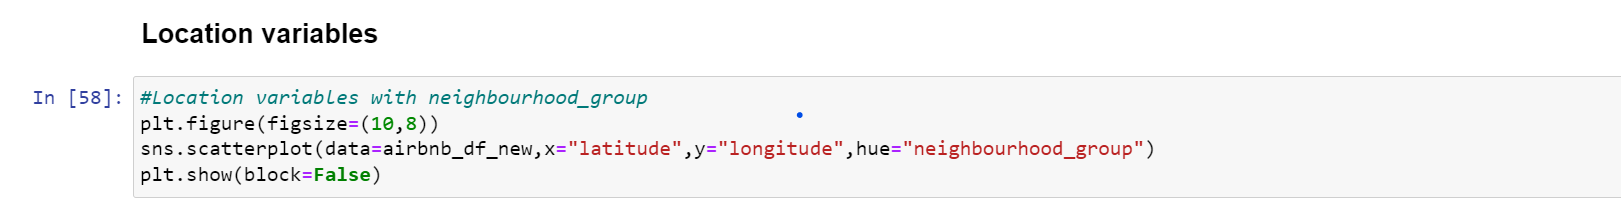 Location variables
In [58]: #Location variables with neighbourhood_group
plt.figure(figsize=(10,8))
sns.scatterplot(data=airbnb_df_new,x="latitude",y="longitude",hue="neighbourhood_group")
plt.show(block=False)